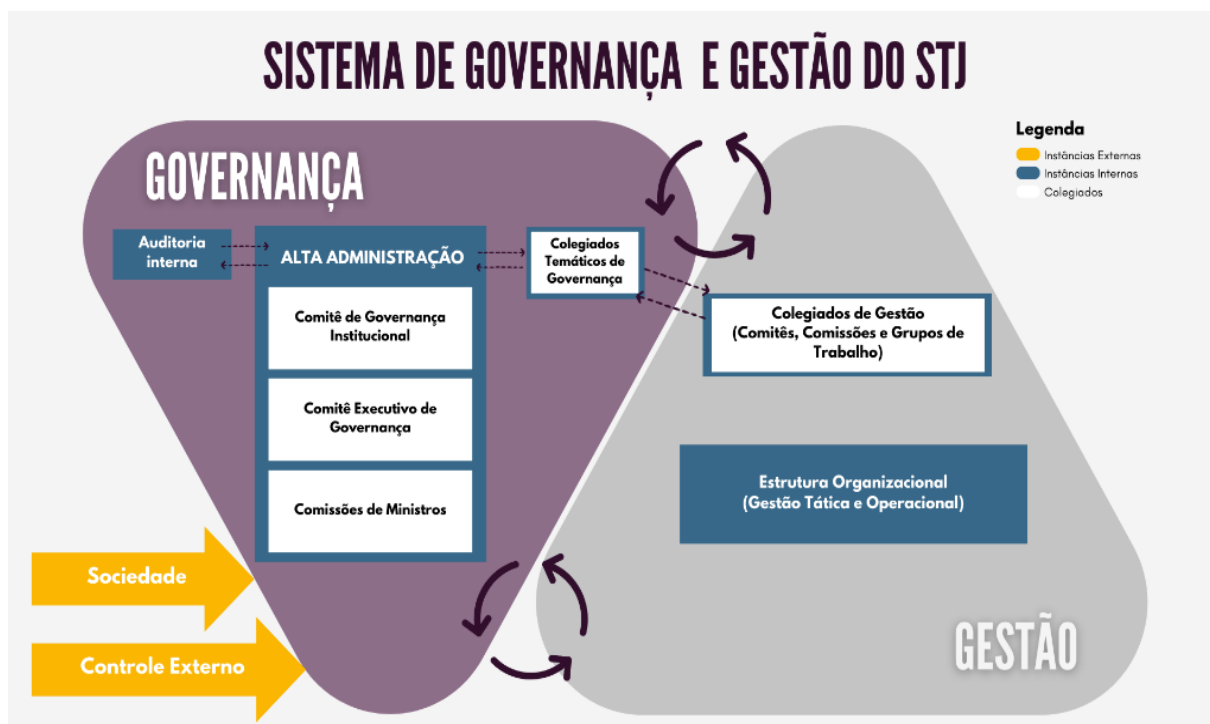 SISTEMA DE GOVERNANÇA E GESTÃO DO STJ
GOVERNANÇA
Legenda
Instâncias Externas
Instâncias Internas
Colegiados
Auditoria
interna
ALTA ADMINISTRAÇÃO
Colegiados
Temáticos de
Governança
Comitê de Governança
Institucional
Comitê Executivo de
Governança
Comissões de Ministros
Colegiados de Gestão
(Comitês, Comissões e Grupos de
Trabalho)
Estrutura Organizacional
(Gestão Tática e Operacional)
Sociedade
Controle Externo
GESTÃO